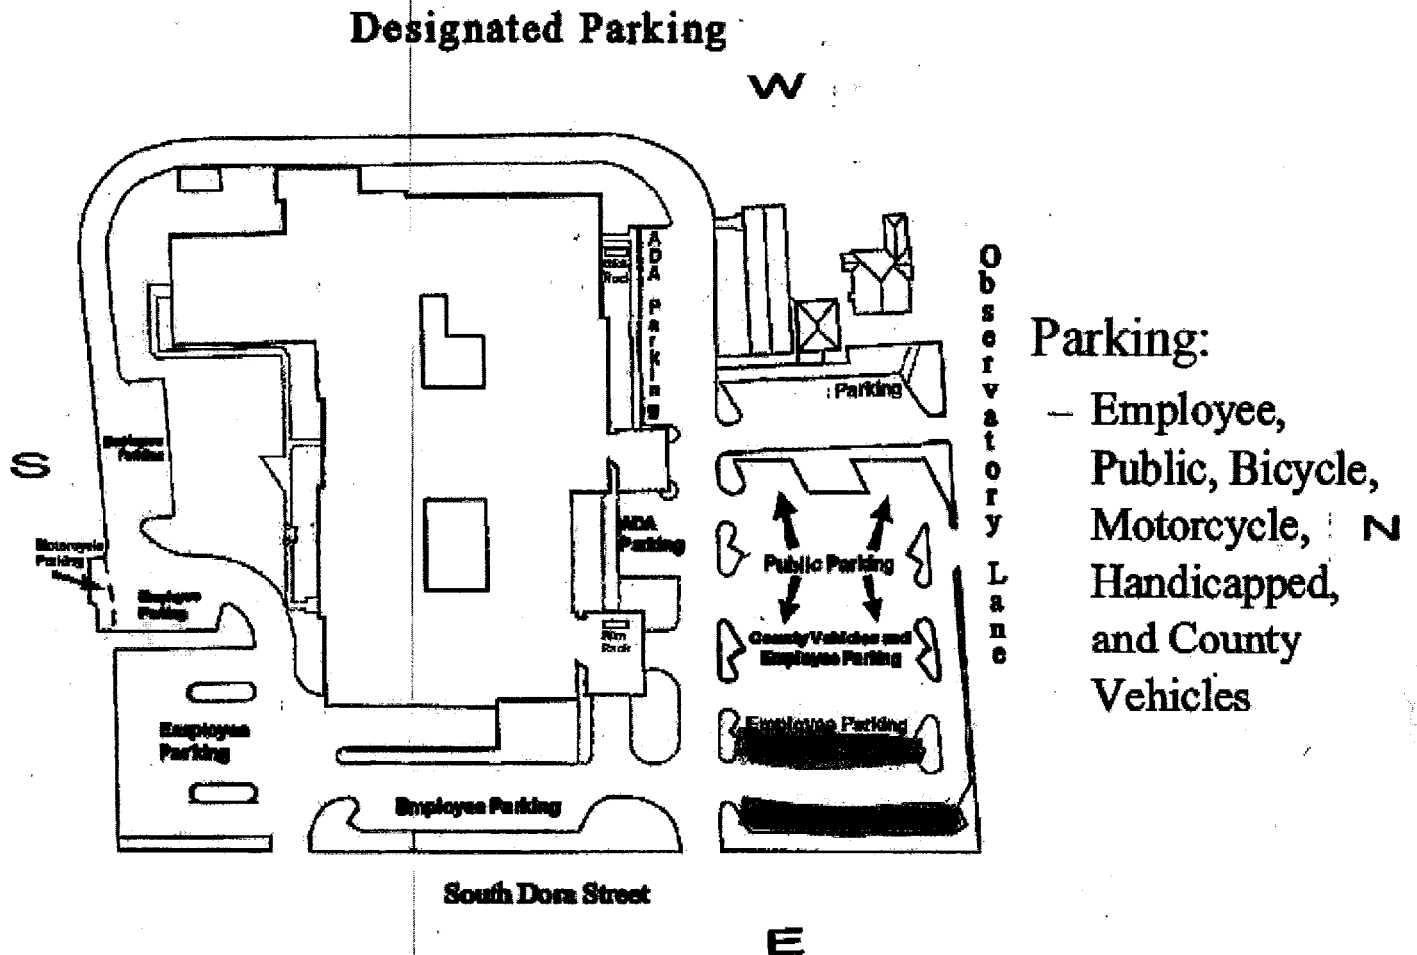 Designated Parking
W
ADA Parking
Rack
Observatory Lane
Parking:
– Employee,
Public, Bicycle,
Motorcycle,
Handicapped,
and County
Vehicles
N
: Parking
Employee
Parking
S
Motorcycle
Parking
Employee
Parking
ADA
Parking
Public Parking
County Vehicles and
Employee Parking
Rack
Employee Parking
Employee
Parking
Employee Parking
South Dora Street
E